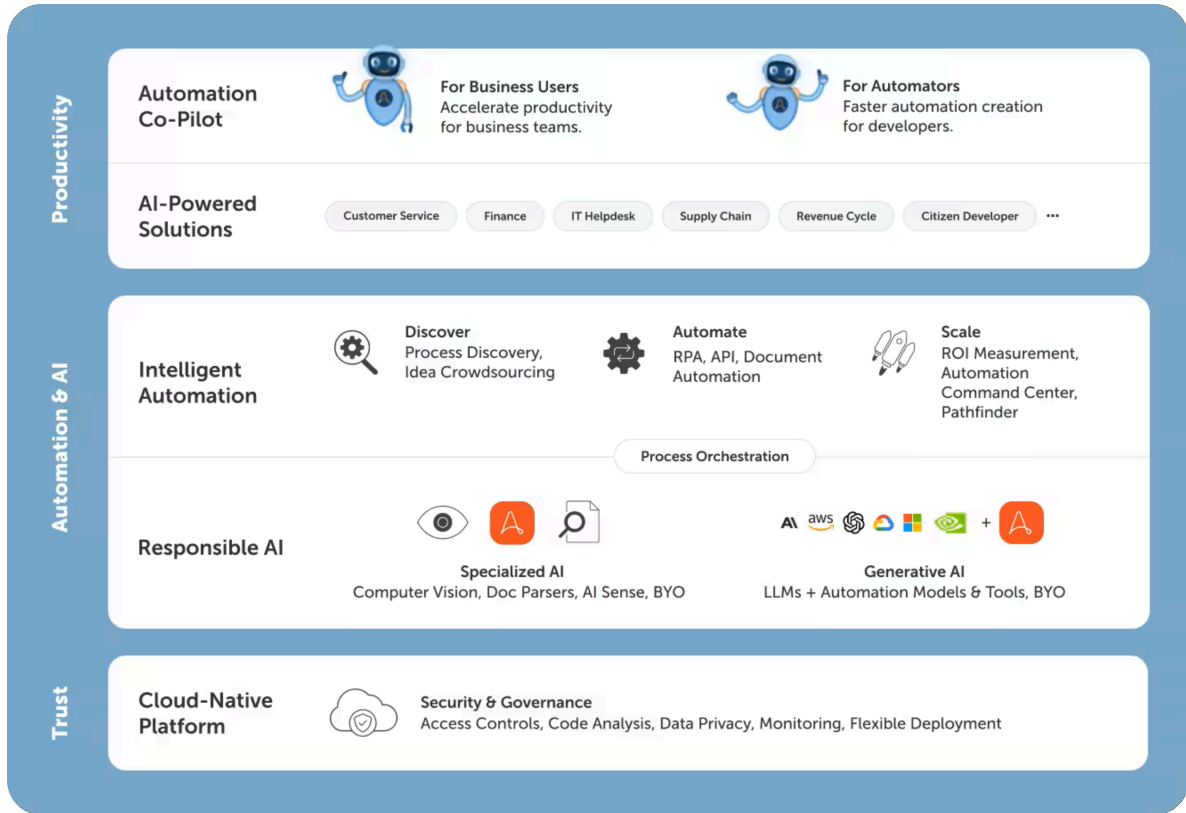 Productivity
Automation
Co-Pilot
For Business Users
Accelerate productivity
for business teams.
For Automators
Faster automation creation
for developers.
AI-Powered
Solutions
Customer Service
Finance
IT Helpdesk
Supply Chain
Revenue Cycle
Citizen Developer
...
Automation & AI
Intelligent
Automation
Discover
Process Discovery,
Idea Crowdsourcing
Automate
RPA, API, Document
Automation
Scale
ROI Measurement,
Automation
Command Center,
Pathfinder
Process Orchestration
Responsible AI
Specialized AI
Computer Vision, Doc Parsers, AI Sense, BYO
A\ aws +
Generative AI
LLMs + Automation Models & Tools, BYO
Trust
Cloud-Native
Platform
Security & Governance
Access Controls, Code Analysis, Data Privacy, Monitoring, Flexible Deployment